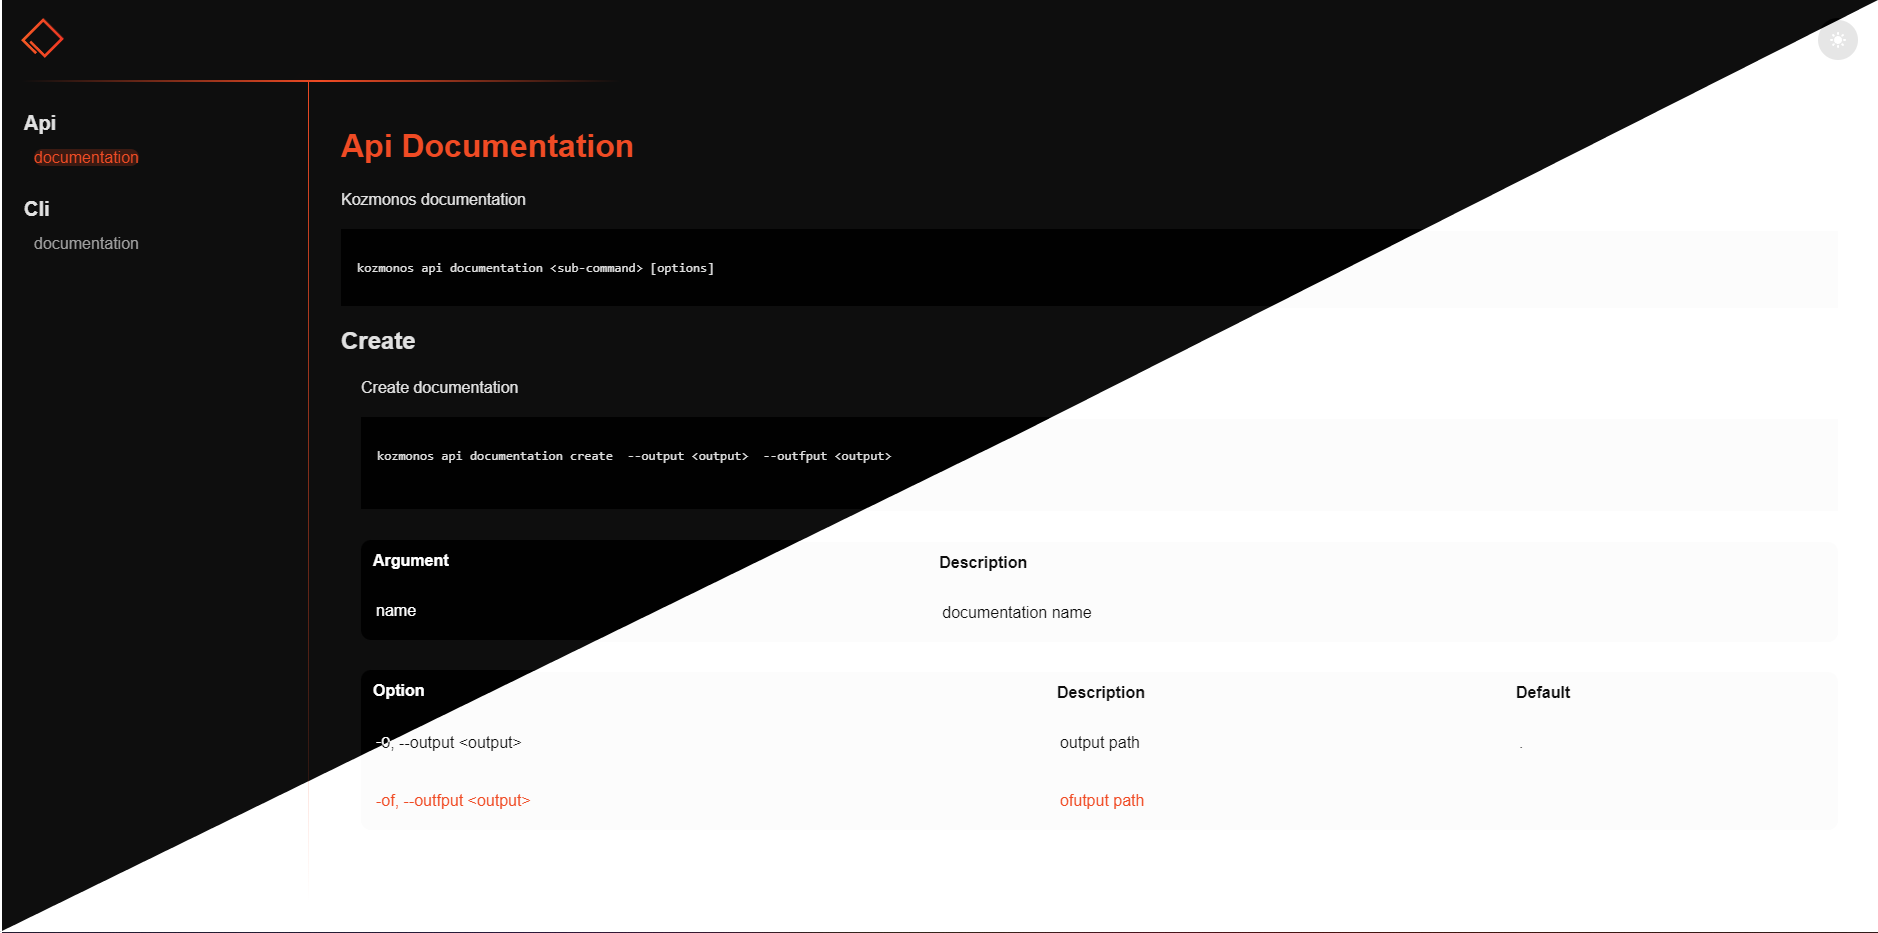 Api
documentation
Cli
documentation
Api Documentation
Kozmonos documentation
kozmonos api documentation <sub-command> [options]
Create
Create documentation
kozmonos api documentation create  --output <output>  --outfput <output>
Argument Description
name documentation name
Option Description Default
-o, --output <output> output path .
-of, --outfput <output> ofutput path